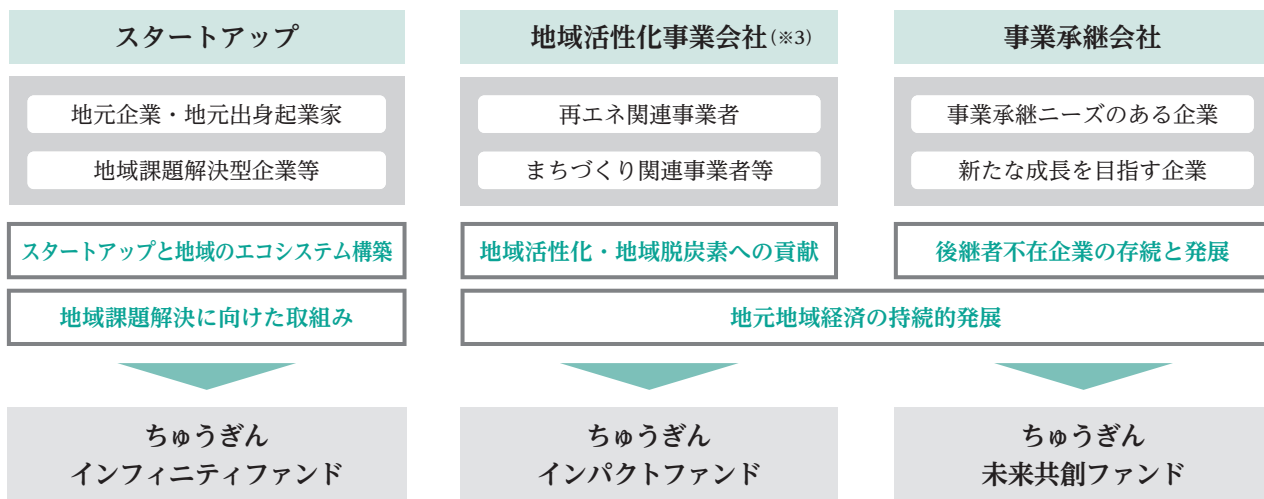 スタートアップ
地元企業・地元出身起業家
地域課題解決型企業等
スタートアップと地域のエコシステム構築
地域課題解決に向けた取組み
ちゅうぎん
インフィニティファンド
地域活性化事業会社(※3)
再エネ関連事業者
まちづくり関連事業者等
地域活性化・地域脱炭素への貢献
事業承継会社
事業承継ニーズのある企業
新たな成長を目指す企業
後継者不在企業の存続と発展
地元地域経済の持続的発展
ちゅうぎん
インパクトファンド
ちゅうぎん
未来共創ファンド